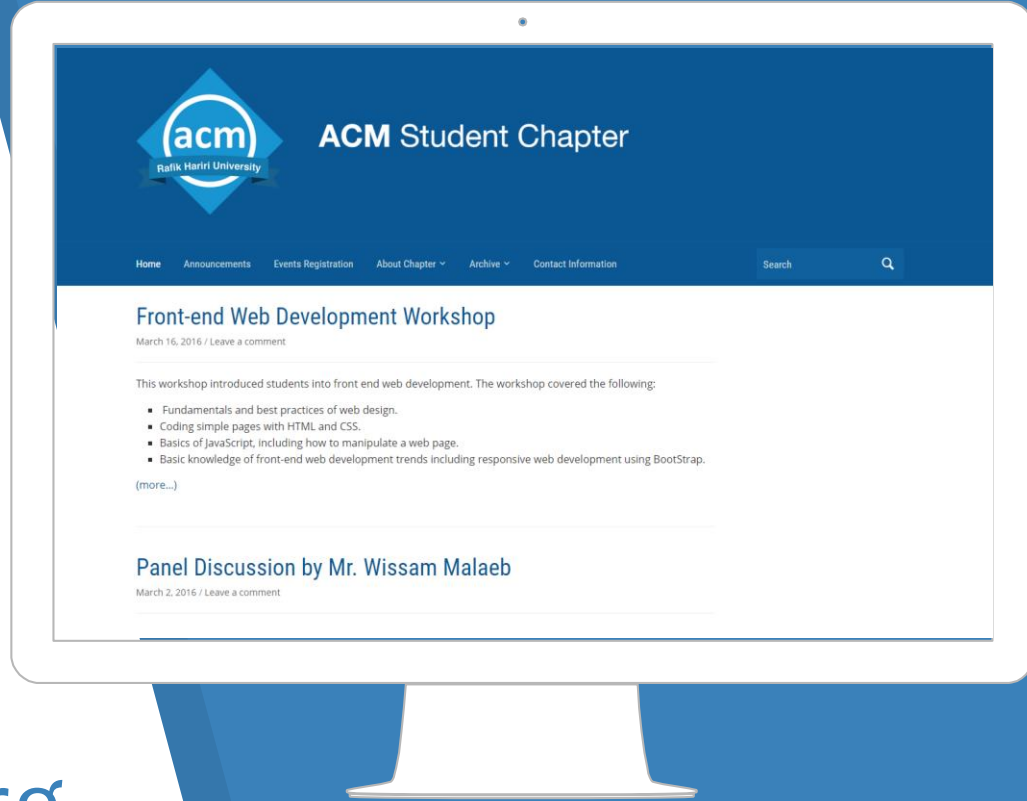 acm
Rafik Hariri University
ACM Student Chapter
Home Announcements Events Registration About Chapter Archive Contact Information Search
Front-end Web Development Workshop
March 16, 2016 / Leave a comment
This workshop introduced students into front end web development. The workshop covered the following:
Fundamentals and best practices of web design.
Coding simple pages with HTML and CSS.
Basics of JavaScript, including how to manipulate a web page.
Basic knowledge of front-end web development trends including responsive web development using BootStrap.
(more...)
Panel Discussion by Mr. Wissam Malaeb
March 2, 2016 / Leave a comment